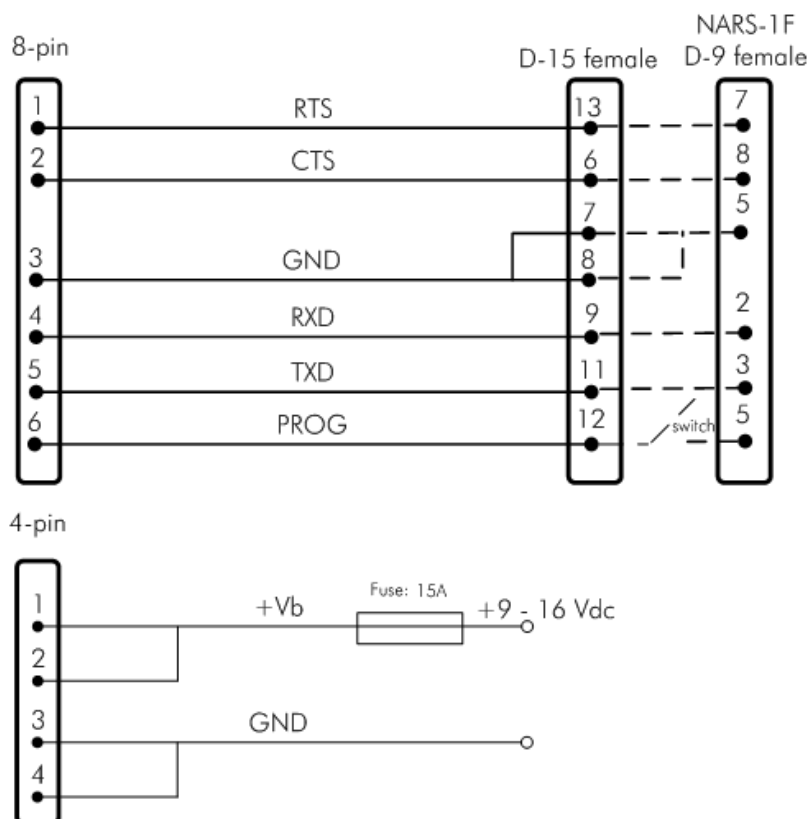 NARS-1F
8-pin
D-15 female
D-9 female
1 RTS 13 7
2 CTS 6 8
7 5
3 GND 8
4 RXD 9 2
5 TXD 11 3
6 PROG 12 switch 5
4-pin
1 +Vb Fuse: 15A +9 - 16 Vdc
2
3 GND
4